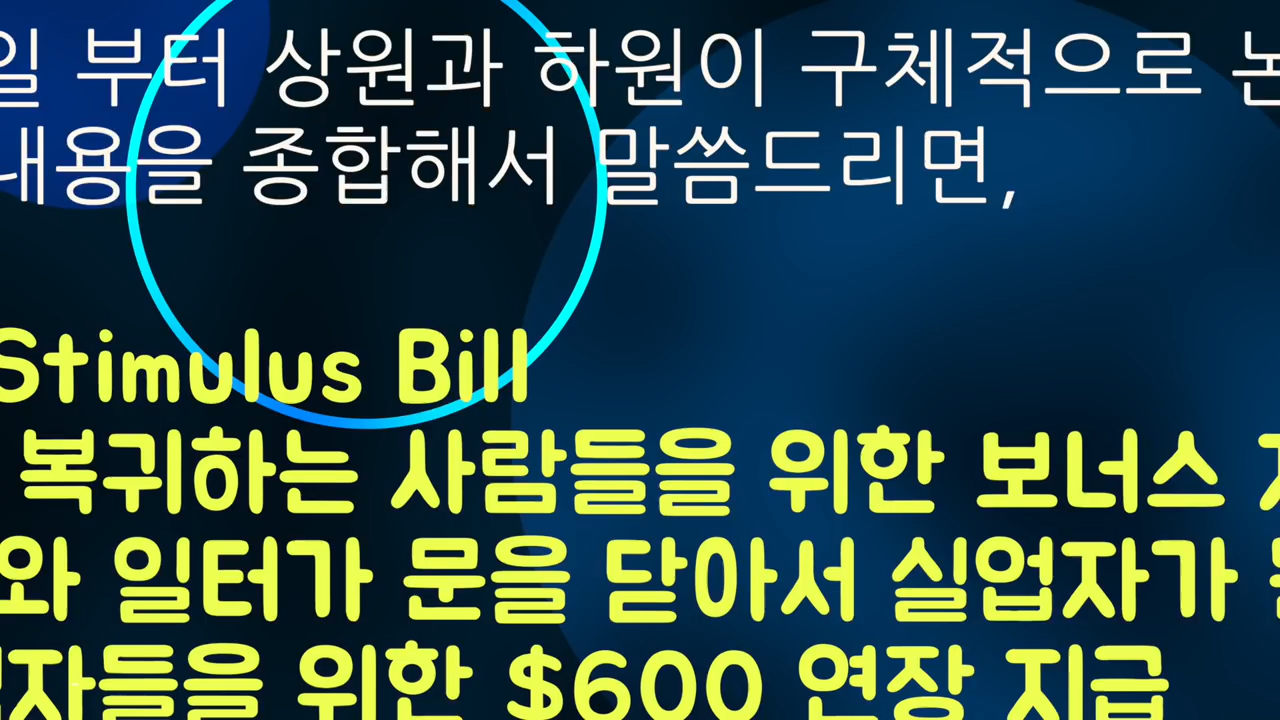 일 부터 상원과 하원이 구체적으로 논
내용을 종합해서 말씀드리면,
Stimulus Bill
복귀하는 사람들을 위한 보너스
와 일터가 문을 닫아서 실업자가
자들을 위한 $600 연장 지급